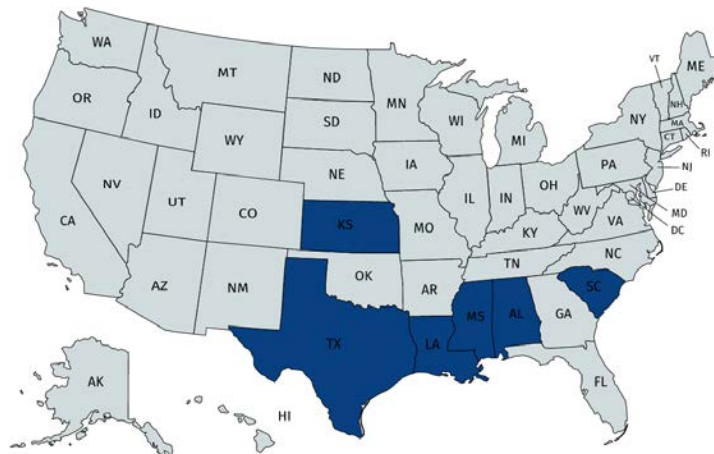 WA
MT
ND
MN
VT
ME
OR
ID
SD
WI
MI
NY
NH
MA
CT
RI
WY
IA
NE
PA
NJ
NV
UT
CO
IL
IN
OH
DE
MD
DC
CA
KS
MO
WV
VA
KY
AZ
NM
OK
AR
TN
NC
SC
TX
LA
MS
AL
GA
AK
HI
FL